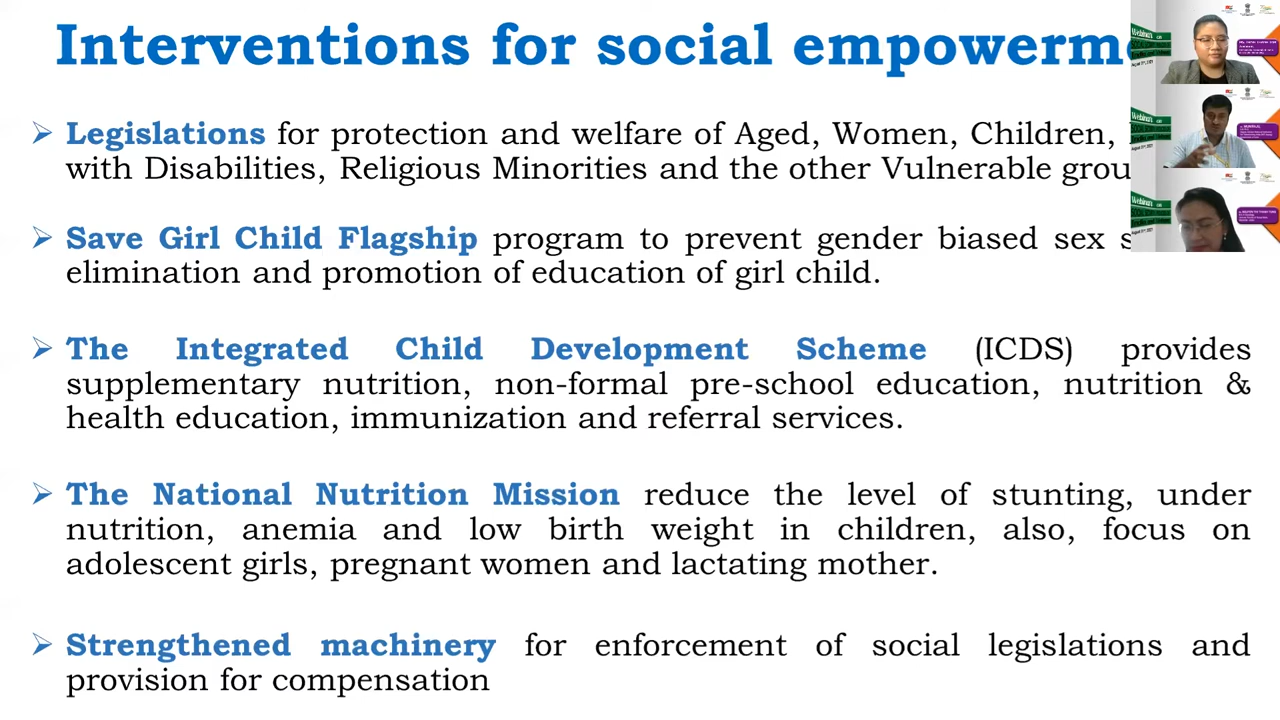 Interventions for social empowerm
➢ Legislations for protection and welfare of Aged, Women, Children,
with Disabilities, Religious Minorities and the other Vulnerable grou
➢ Save Girl Child Flagship program to prevent gender biased sex s
elimination and promotion of education of girl child.
➢ The Integrated Child Development Scheme (ICDS) provides
supplementary nutrition, non-formal pre-school education, nutrition &
health education, immunization and referral services.
➢ The National Nutrition Mission reduce the level of stunting, under
nutrition, anemia and low birth weight in children, also, focus on
adolescent girls, pregnant women and lactating mother.
➢ Strengthened machinery for enforcement of social legislations and
provision for compensation
Webinars
Webinars
Webinars